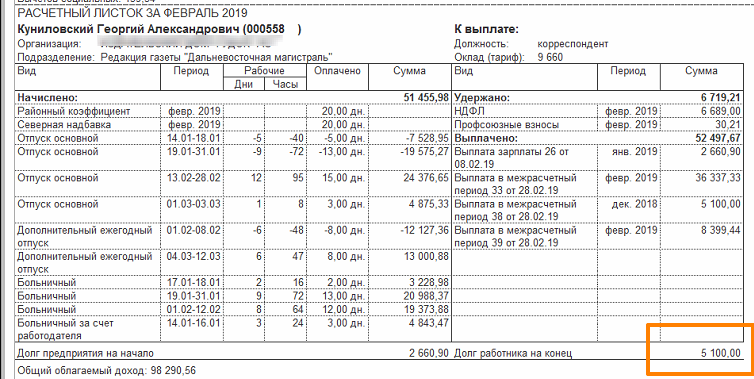 РАСЧЕТНЫЙ ЛИСТОК ЗА ФЕВРАЛЬ 2019
Куниловский Георгий Александрович (000558 ) К выплате:
Организация: Должность: корреспондент
Подразделение: Редакция газеты "Дальневосточная магистраль" Оклад (тариф): 9 660
Вид Период Рабочие Оплачено Сумма Вид Период Сумма
Дни Часы
Начислено: 51 455,98 Удержано: 6 719,21
Районный коэффициент февр. 2019 20,00 дн. НДФЛ февр. 2019 6 689,00
Северная надбавка февр. 2019 20,00 дн. Профсоюзные взносы февр. 2019 30,21
Отпуск основной 14.01-18.01 -5 -40 -5,00 дн. -7 528,95 Выплачено: 52 497,67
Отпуск основной 19.01-31.01 -9 -72 -13,00 дн. -19 575,27 Выплата зарплаты 26 от янв. 2019 2 660,90
08.02.19
Отпуск основной 13.02-28.02 12 95 15,00 дн. 24 376,65 Выплата в межрасчетный февр. 2019 36 337,33
период 33 от 28.02.19
Отпуск основной 01.03-03.03 1 8 3,00 дн. 4 875,33 Выплата в межрасчетный дек. 2018 5 100,00
период 38 от 28.02.19
Дополнительный ежегодный 01.02-08.02 -6 -48 -8,00 дн. -12 127,36 Выплата в межрасчетный февр. 2019 8 399,44
отпуск период 39 от 28.02.19
Дополнительный ежегодный 04.03-12.03 6 47 8,00 дн. 13 000,88
отпуск
Больничный 17.01-18.01 2 16 2,00 дн. 3 228,98
Больничный 19.01-31.01 9 72 13,00 дн. 20 988,37
Больничный 01.02-12.02 8 64 12,00 дн. 19 373,88
Больничный за счет 14.01-16.01 3 24 3,00 дн. 4 843,47
работодателя
Долг предприятия на начало 2 660,90 Долг работника на конец 5 100,00
Общий облагаемый доход: 98 290,56